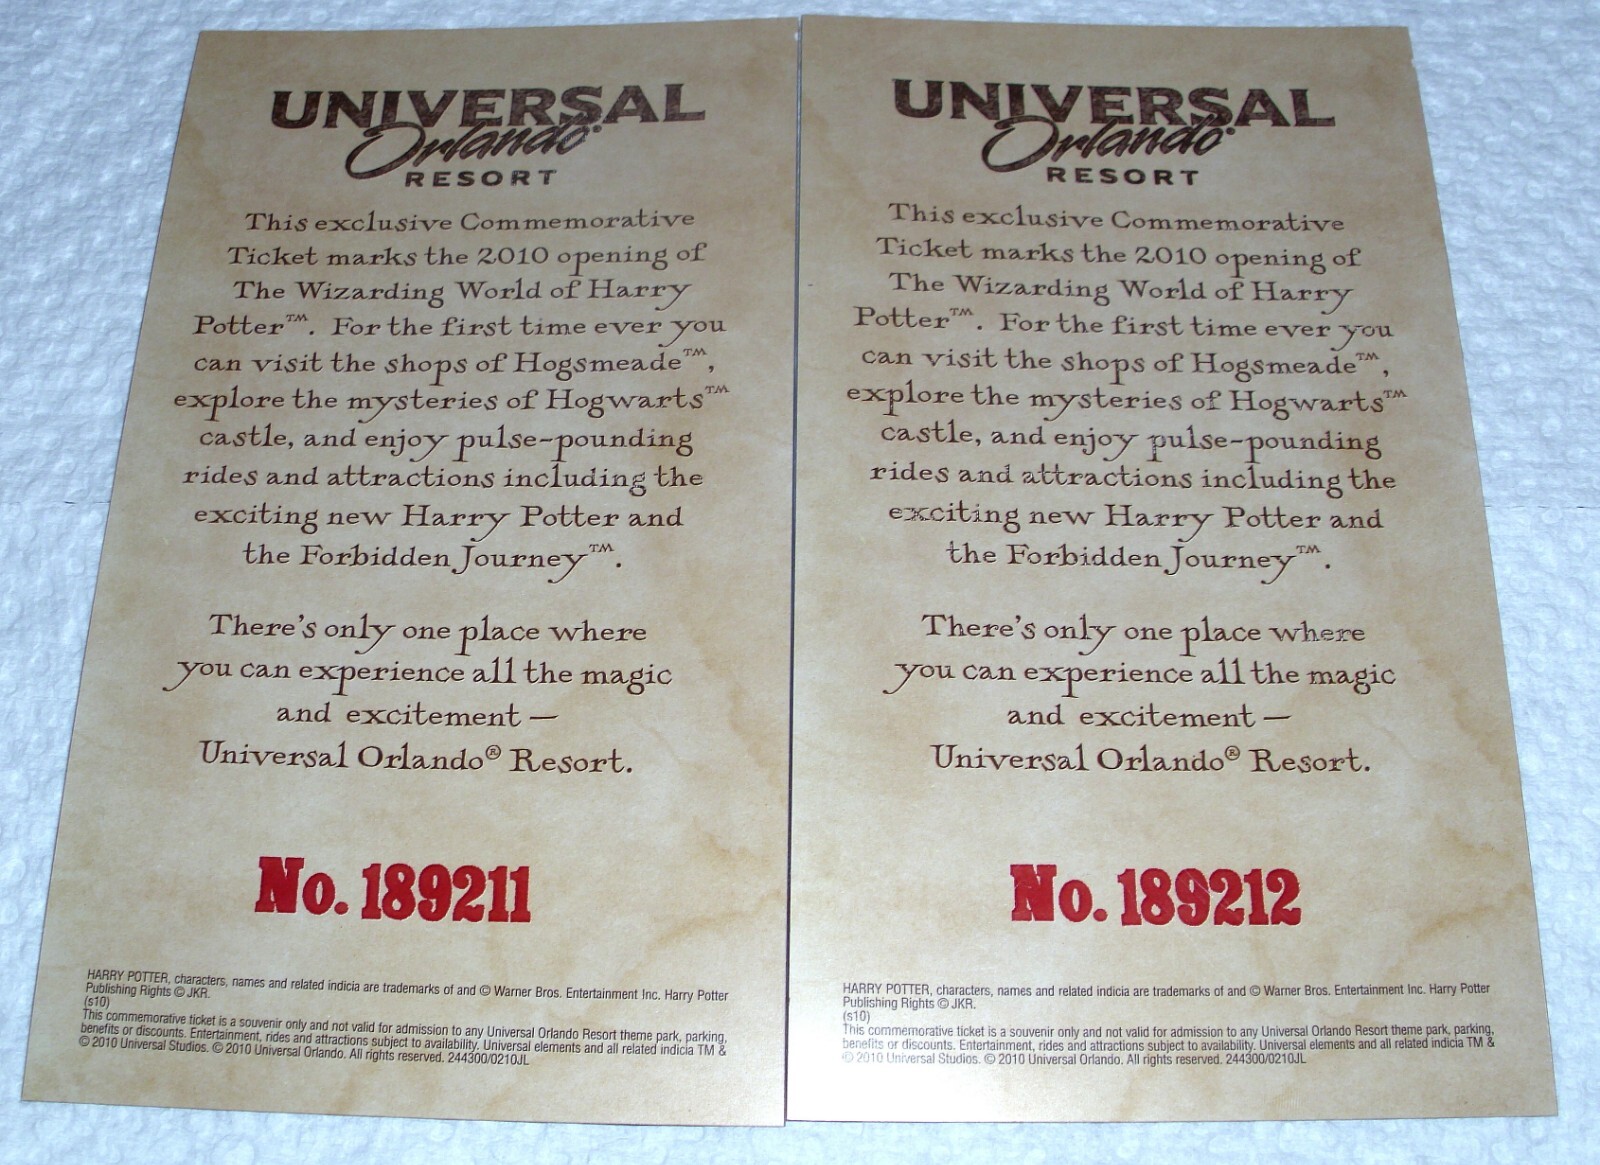 UNIVERSAL
Orlando®
RESORT
This exclusive Commemorative
Ticket marks the 2010 opening of
The Wizarding World of Harry
Potter™. For the first time ever you
can visit the shops of Hogsmeade™,
explore the mysteries of Hogwarts™
castle, and enjoy pulse-pounding
rides and attractions including the
exciting new Harry Potter and
the Forbidden Journey™.
There's only one place where
you can experience all the magic
and excitement —
Universal Orlando® Resort.
No. 189211
HARRY POTTER, characters, names and related indicia are trademarks of and © Warner Bros. Entertainment Inc. Harry Potter
Publishing Rights © JKR.
(s10)
This commemorative ticket is a souvenir only and not valid for admission to any Universal Orlando Resort theme park, parking,
benefits or discounts. Entertainment, rides and attractions subject to availability. Universal elements and all related indicia TM &
© 2010 Universal Studios. © 2010 Universal Orlando. All rights reserved. 244300/0210JL
UNIVERSAL
Orlando®
RESORT
This exclusive Commemorative
Ticket marks the 2010 opening of
The Wizarding World of Harry
Potter™. For the first time ever you
can visit the shops of Hogsmeade™,
explore the mysteries of Hogwarts™
castle, and enjoy pulse-pounding
rides and attractions including the
exciting new Harry Potter and
the Forbidden Journey™.
There's only one place where
you can experience all the magic
and excitement —
Universal Orlando® Resort.
No. 189212
HARRY POTTER, characters, names and related indicia are trademarks of and © Warner Bros. Entertainment Inc. Harry Potter
Publishing Rights © JKR.
(s10)
This commemorative ticket is a souvenir only and not valid for admission to any Universal Orlando Resort theme park, parking,
benefits or discounts. Entertainment, rides and attractions subject to availability. Universal elements and all related indicia TM &
© 2010 Universal Studios. © 2010 Universal Orlando. All rights reserved. 244300/0210JL